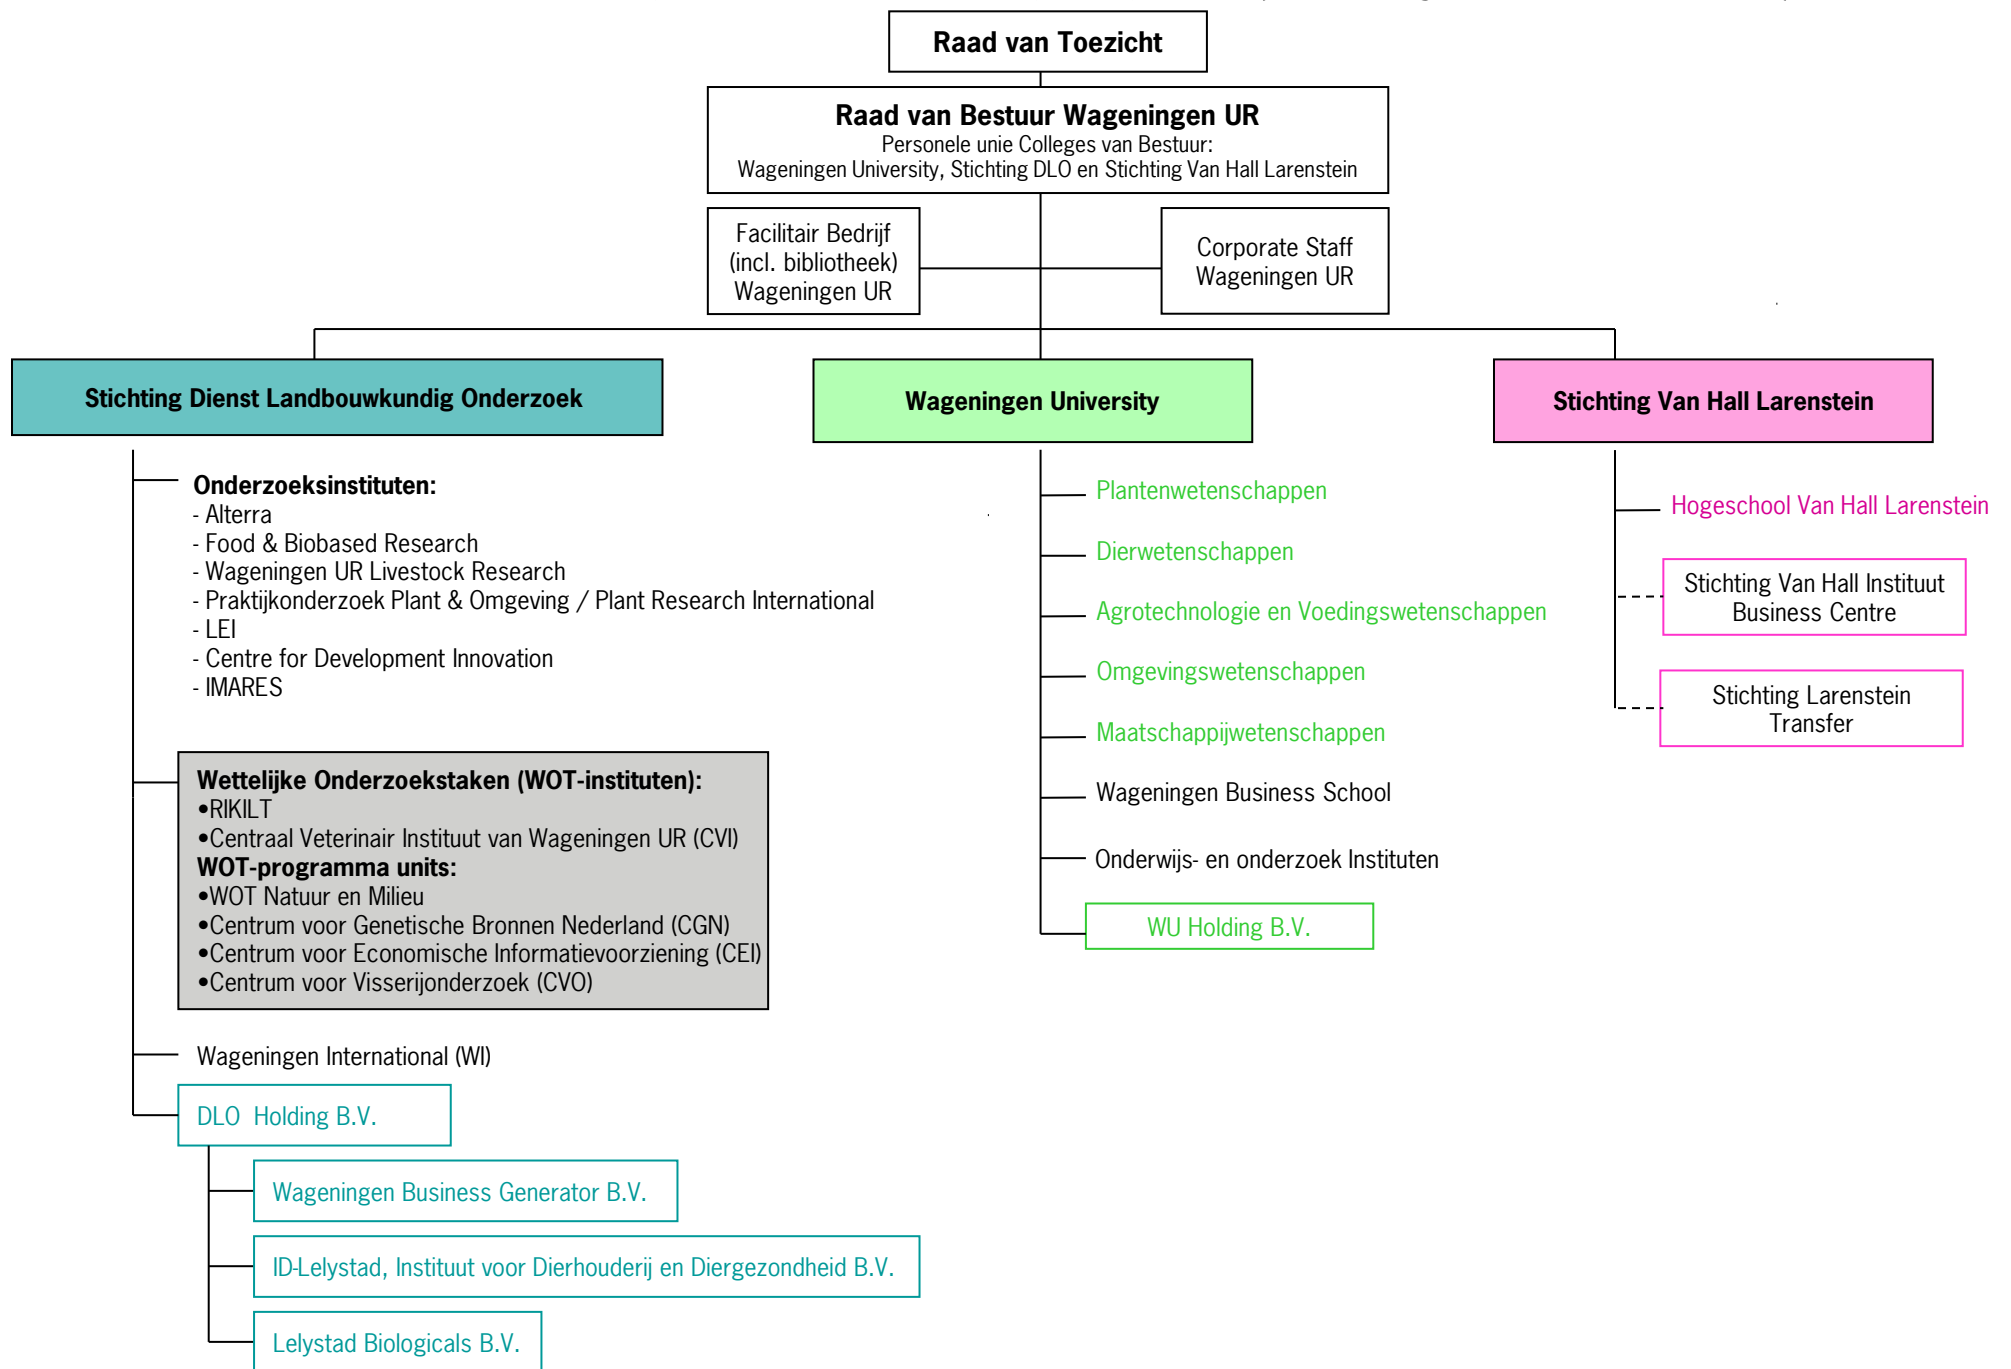 Raad van Toezicht
Raad van Bestuur Wageningen UR
Personele unie Colleges van Bestuur:
Wageningen University, Stichting DLO en Stichting Van Hall Larenstein
Facilitair Bedrijf
(incl. bibliotheek)
Wageningen UR
Corporate Staff
Wageningen UR
Stichting Dienst Landbouwkundig Onderzoek
Wageningen University
Stichting Van Hall Larenstein
Onderzoeksinstituten:
- Alterra
- Food & Biobased Research
- Wageningen UR Livestock Research
- Praktijkonderzoek Plant & Omgeving / Plant Research International
- LEI
- Centre for Development Innovation
- IMARES
Wettelijke Onderzoekstaken (WOT-instituten):
•RIKILT
•Centraal Veterinair Instituut van Wageningen UR (CVI)
WOT-programma units:
•WOT Natuur en Milieu
•Centrum voor Genetische Bronnen Nederland (CGN)
•Centrum voor Economische Informatievoorziening (CEI)
•Centrum voor Visserijonderzoek (CVO)
Wageningen International (WI)
DLO Holding B.V.
Wageningen Business Generator B.V.
ID-Lelystad, Instituut voor Dierhouderij en Diergezondheid B.V.
Lelystad Biologicals B.V.
Plantenwetenschappen
Dierwetenschappen
Agrotechnologie en Voedingswetenschappen
Omgevingswetenschappen
Maatschappijwetenschappen
Wageningen Business School
Onderwijs- en onderzoek Instituten
WU Holding B.V.
Hogeschool Van Hall Larenstein
Stichting Van Hall Instituut
Business Centre
Stichting Larenstein
Transfer